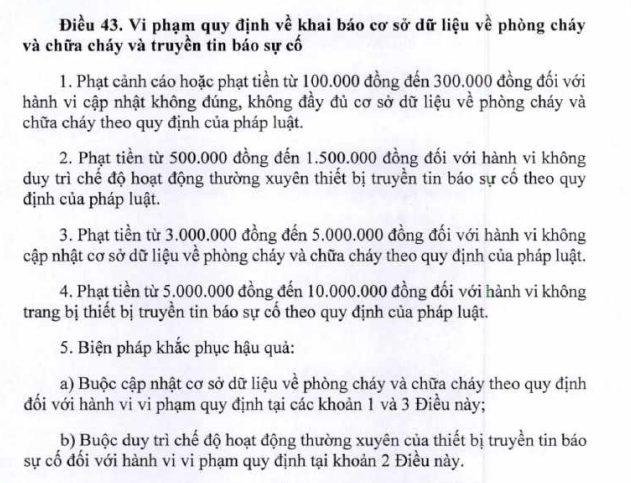 Điều 43. Vi phạm quy định về khai báo cơ sở dữ liệu về phòng cháy
và chữa cháy và truyền tin báo sự cố
1. Phạt cảnh cáo hoặc phạt tiền từ 100.000 đồng đến 300.000 đồng đối với
hành vi cập nhật không đúng, không đầy đủ cơ sở dữ liệu về phòng cháy và
chữa cháy theo quy định của pháp luật.
2. Phạt tiền từ 500.000 đồng đến 1.500.000 đồng đối với hành vi không
duy trì chế độ hoạt động thường xuyên thiết bị truyền tin báo sự cố theo quy
định của pháp luật.
3. Phạt tiền từ 3.000.000 đồng đến 5.000.000 đồng đối với hành vi không
cập nhật cơ sở dữ liệu về phòng cháy và chữa cháy theo quy định của pháp luật.
4. Phạt tiền từ 5.000.000 đồng đến 10.000.000 đồng đối với hành vi không
trang bị thiết bị truyền tin báo sự cố theo quy định của pháp luật.
5. Biện pháp khắc phục hậu quả:
a) Buộc cập nhật cơ sở dữ liệu về phòng cháy và chữa cháy theo quy định
đối với hành vi vi phạm quy định tại các khoản 1 và 3 Điều này;
b) Buộc duy trì chế độ hoạt động thường xuyên của thiết bị truyền tin báo
sự cố đối với hành vi vi phạm quy định tại khoản 2 Điều này.